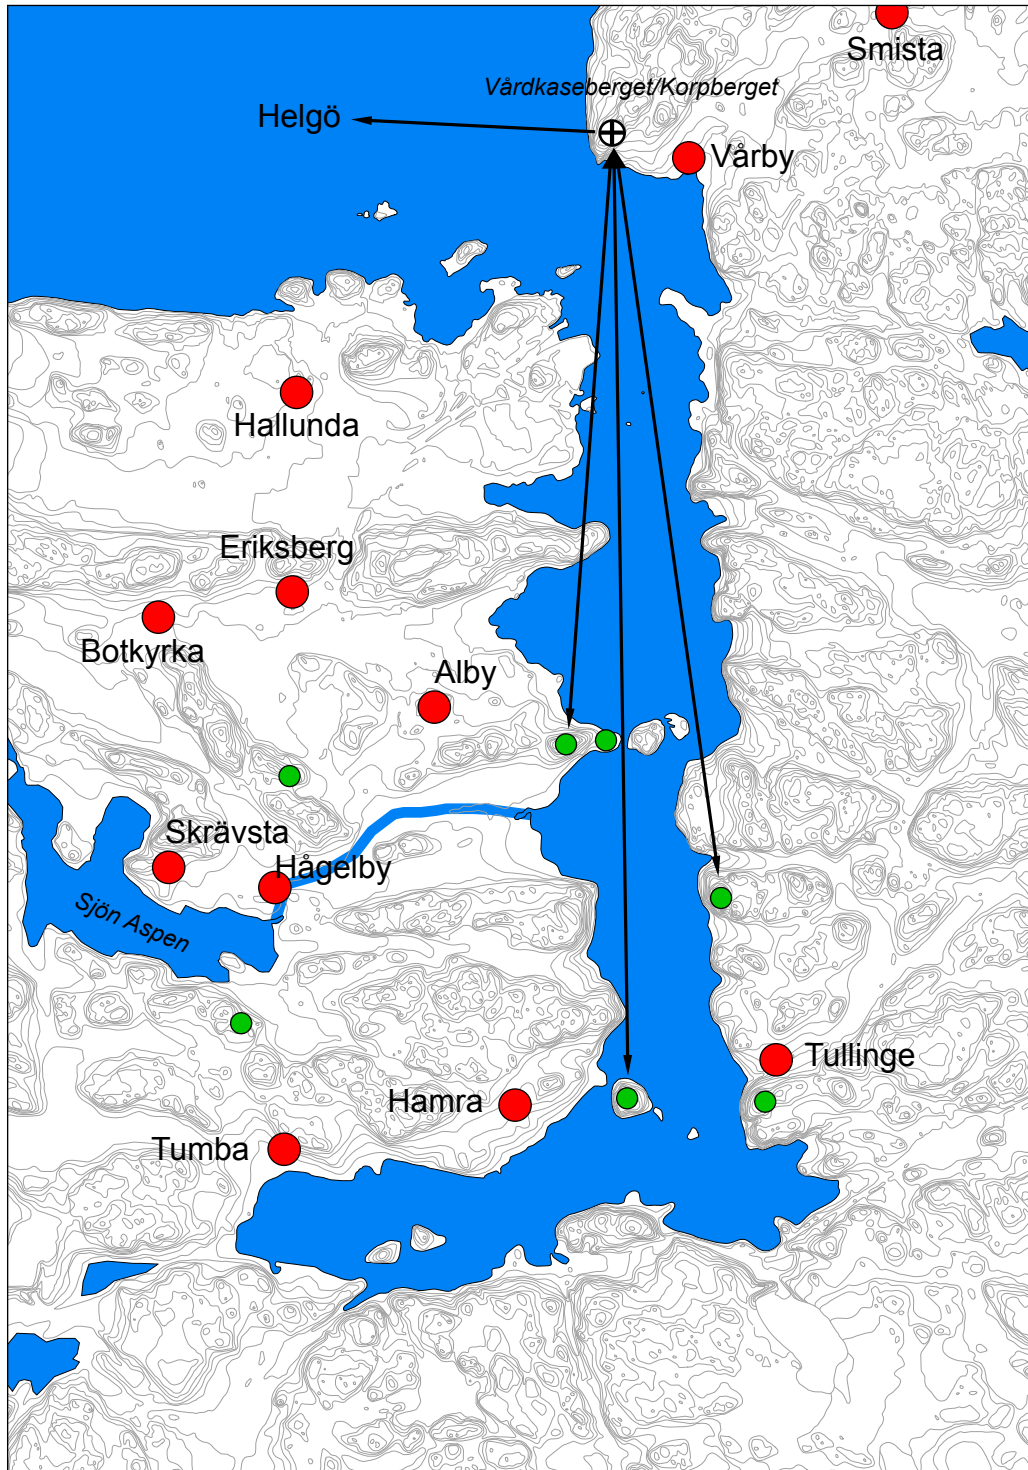 Smista
Vårdkaseberget/Korpberget
Helgö
Vårby
Hallunda
Eriksberg
Botkyrka
Alby
Skrävsta
Hågelby
Sjön Aspen
Tullinge
Hamra
Tumba